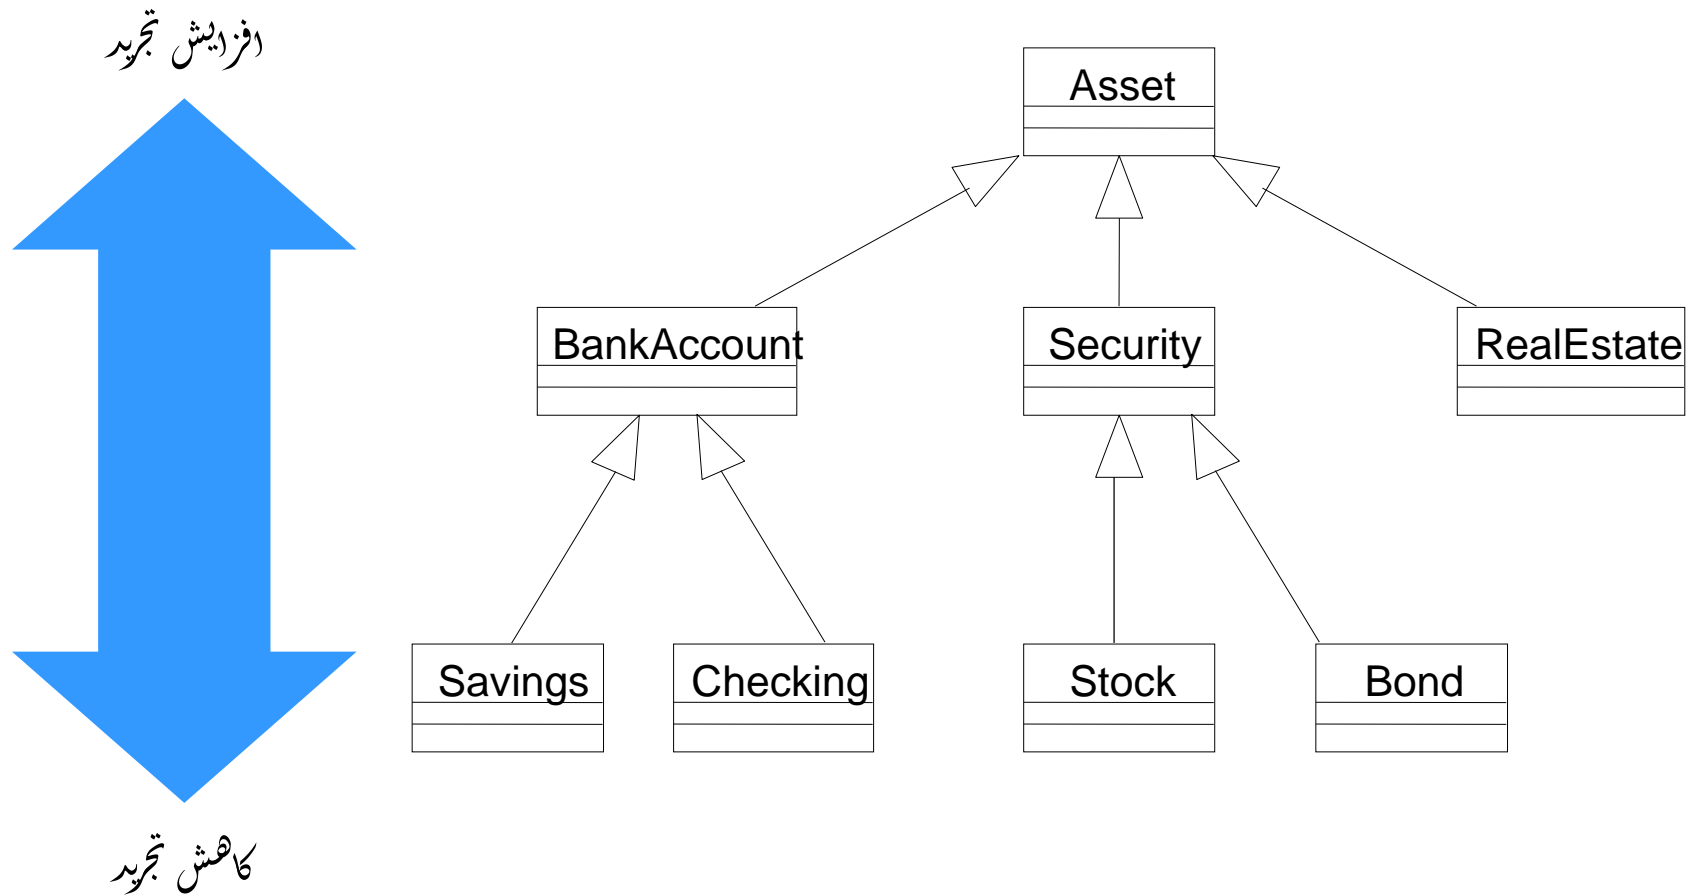 افزایش تجرید
Asset
BankAccount
Security
RealEstate
Savings
Checking
Stock
Bond
کاهش تجرید